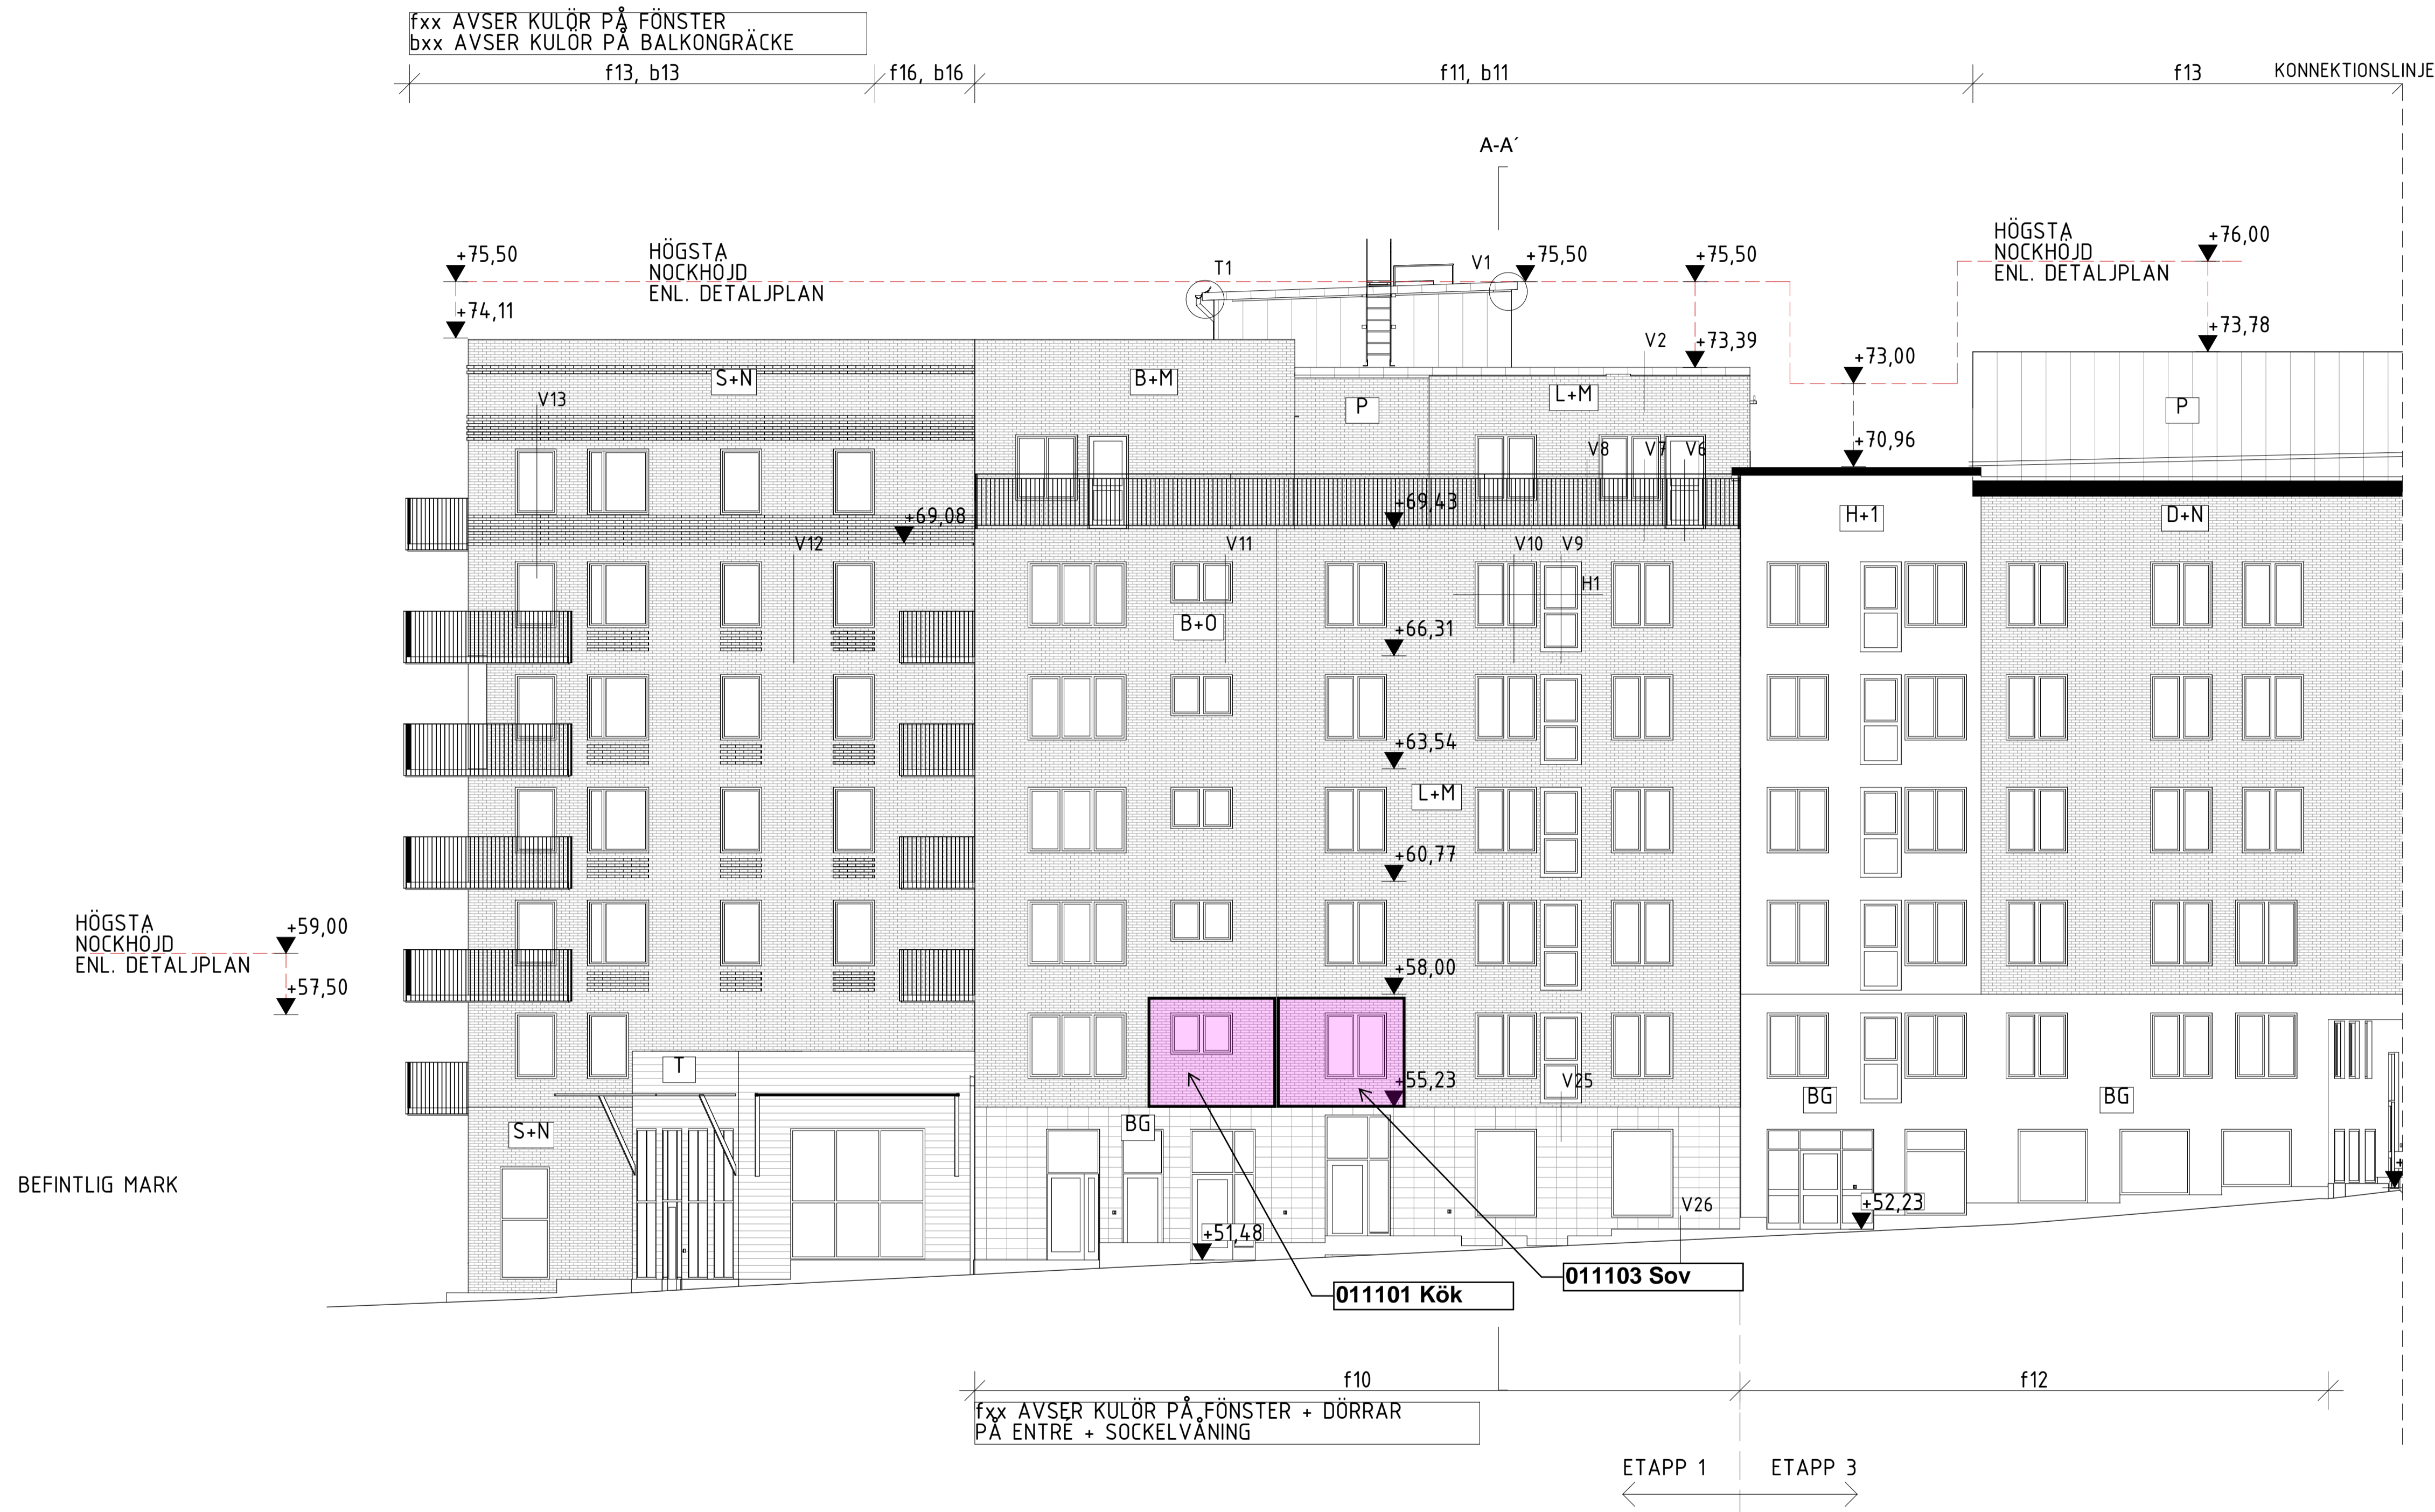 fxx AVSER KULÖR PÅ FÖNSTER
bxx AVSER KULÖR PÅ BALKONGRÄCKE
f13, b13
f16, b16
f11, b11
f13
KONNEKTIONSLINJE
A-A´
HÖGSTA
NOCKHÖJD
ENL. DETALJPLAN
+75,50
+74,11
T1
V1
+75,50
+75,50
+73,39
V2
+73,00
+70,96
HÖGSTA
NOCKHÖJD
ENL. DETALJPLAN
+76,00
+73,78
S+N
B+M
P
L+M
P
V13
V8
V7
V6
+69,08
+69,43
H+1
D+N
V12
V11
V10
V9
H1
B+O
+66,31
+63,54
L+M
+60,77
HÖGSTA
NOCKHÖJD
ENL. DETALJPLAN
+59,00
+57,50
+58,00
T
+55,23
V25
BG
BG
S+N
BG
BEFINTLIG MARK
+51,48
V26
+52,23
+
011103 Sov
011101 Kök
f10
f12
fxx AVSER KULÖR PÅ FÖNSTER + DÖRRAR
PÅ ENTRÉ + SOCKELVÅNING
ETAPP 1
ETAPP 3